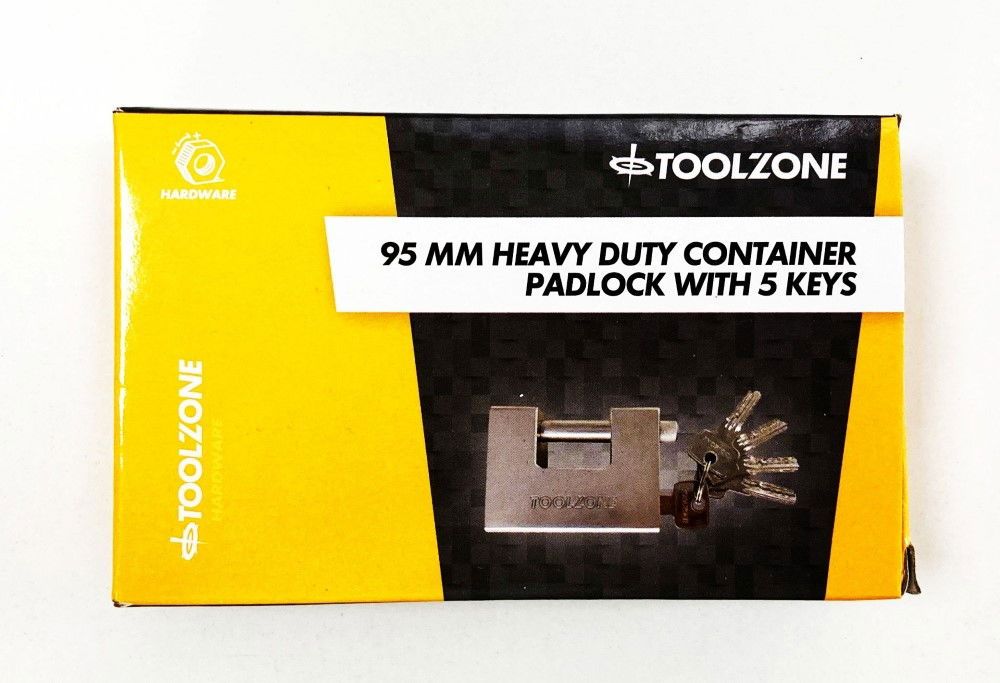 HARDWARE
TOOLZONE
95 MM HEAVY DUTY CONTAINER
PADLOCK WITH 5 KEYS
TOOLZONE
HARDWARE
TOOLZONE